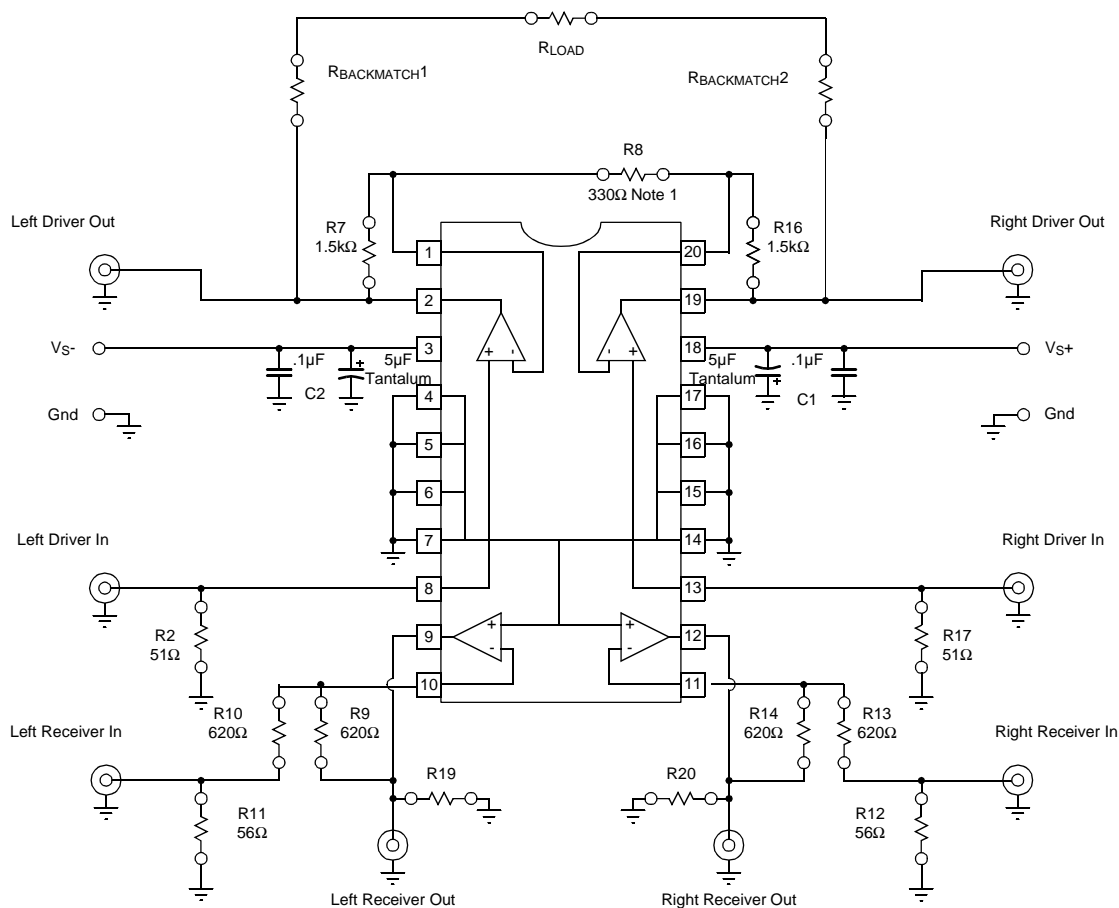 RLOAD
RBACKMATCH1
RBACKMATCH2
R8
330Ω Note 1
Left Driver Out
R7
1.5kΩ
R16
1.5kΩ
Right Driver Out
1
20
2
19
VS-
.1µF
C2
+
5µF
Tantalum
3
+
-
-
+
18
5µF
Tantalum
+
.1µF
C1
VS+
Gnd
4
17
Gnd
5
16
6
15
Left Driver In
7
14
Right Driver In
8
13
R2
51Ω
9
+
-
+
-
12
R17
51Ω
10
11
Left Receiver In
R10
620Ω
R9
620Ω
R14
620Ω
R13
620Ω
Right Receiver In
R11
56Ω
R19
R20
R12
56Ω
Left Receiver Out
Right Receiver Out